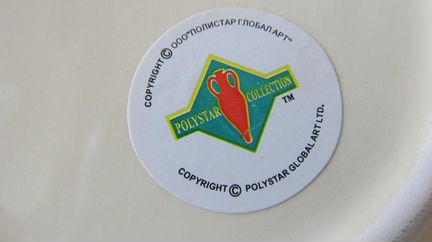 COPYRIGHT © ООО"ПОЛИСТАР ГЛОБАЛ АРТ"
POLYSTAR COLLECTION TM
COPYRIGHT © POLYSTAR GLOBAL ART LTD.